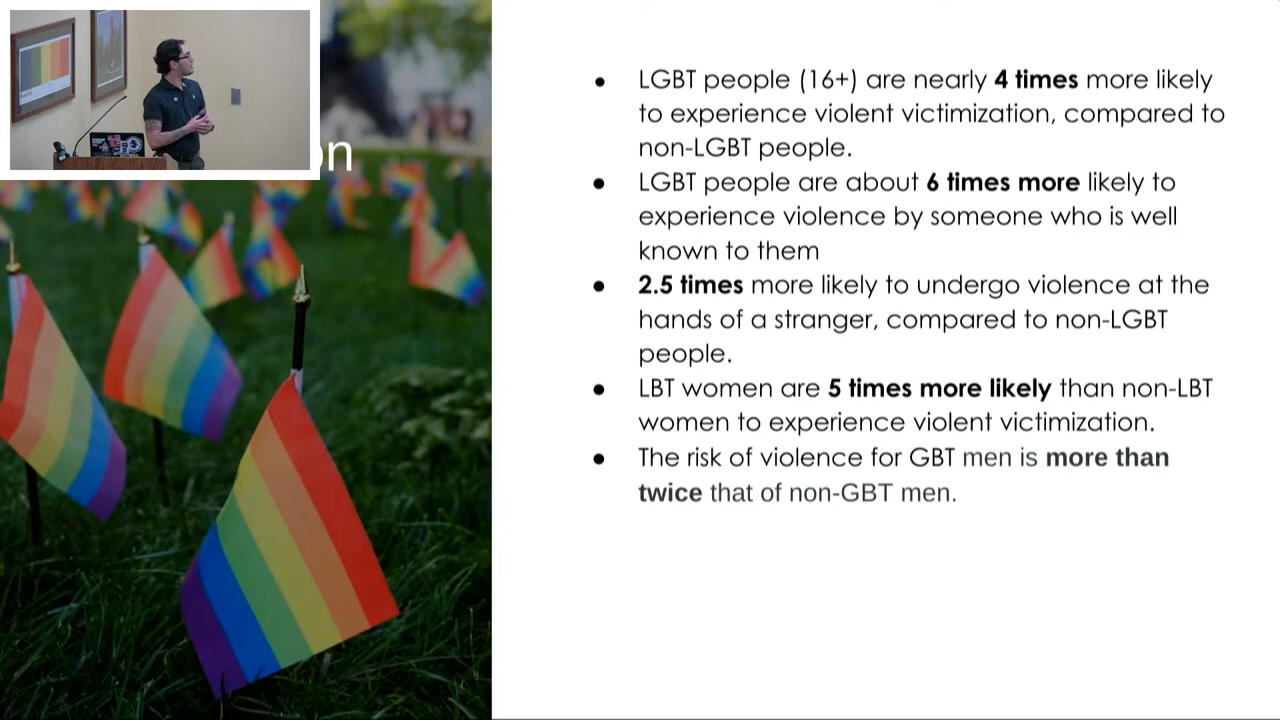 on
● LGBT people (16+) are nearly 4 times more likely
to experience violent victimization, compared to
non-LGBT people.
● LGBT people are about 6 times more likely to
experience violence by someone who is well
known to them
● 2.5 times more likely to undergo violence at the
hands of a stranger, compared to non-LGBT
people.
● LBT women are 5 times more likely than non-LBT
women to experience violent victimization.
● The risk of violence for GBT men is more than
twice that of non-GBT men.